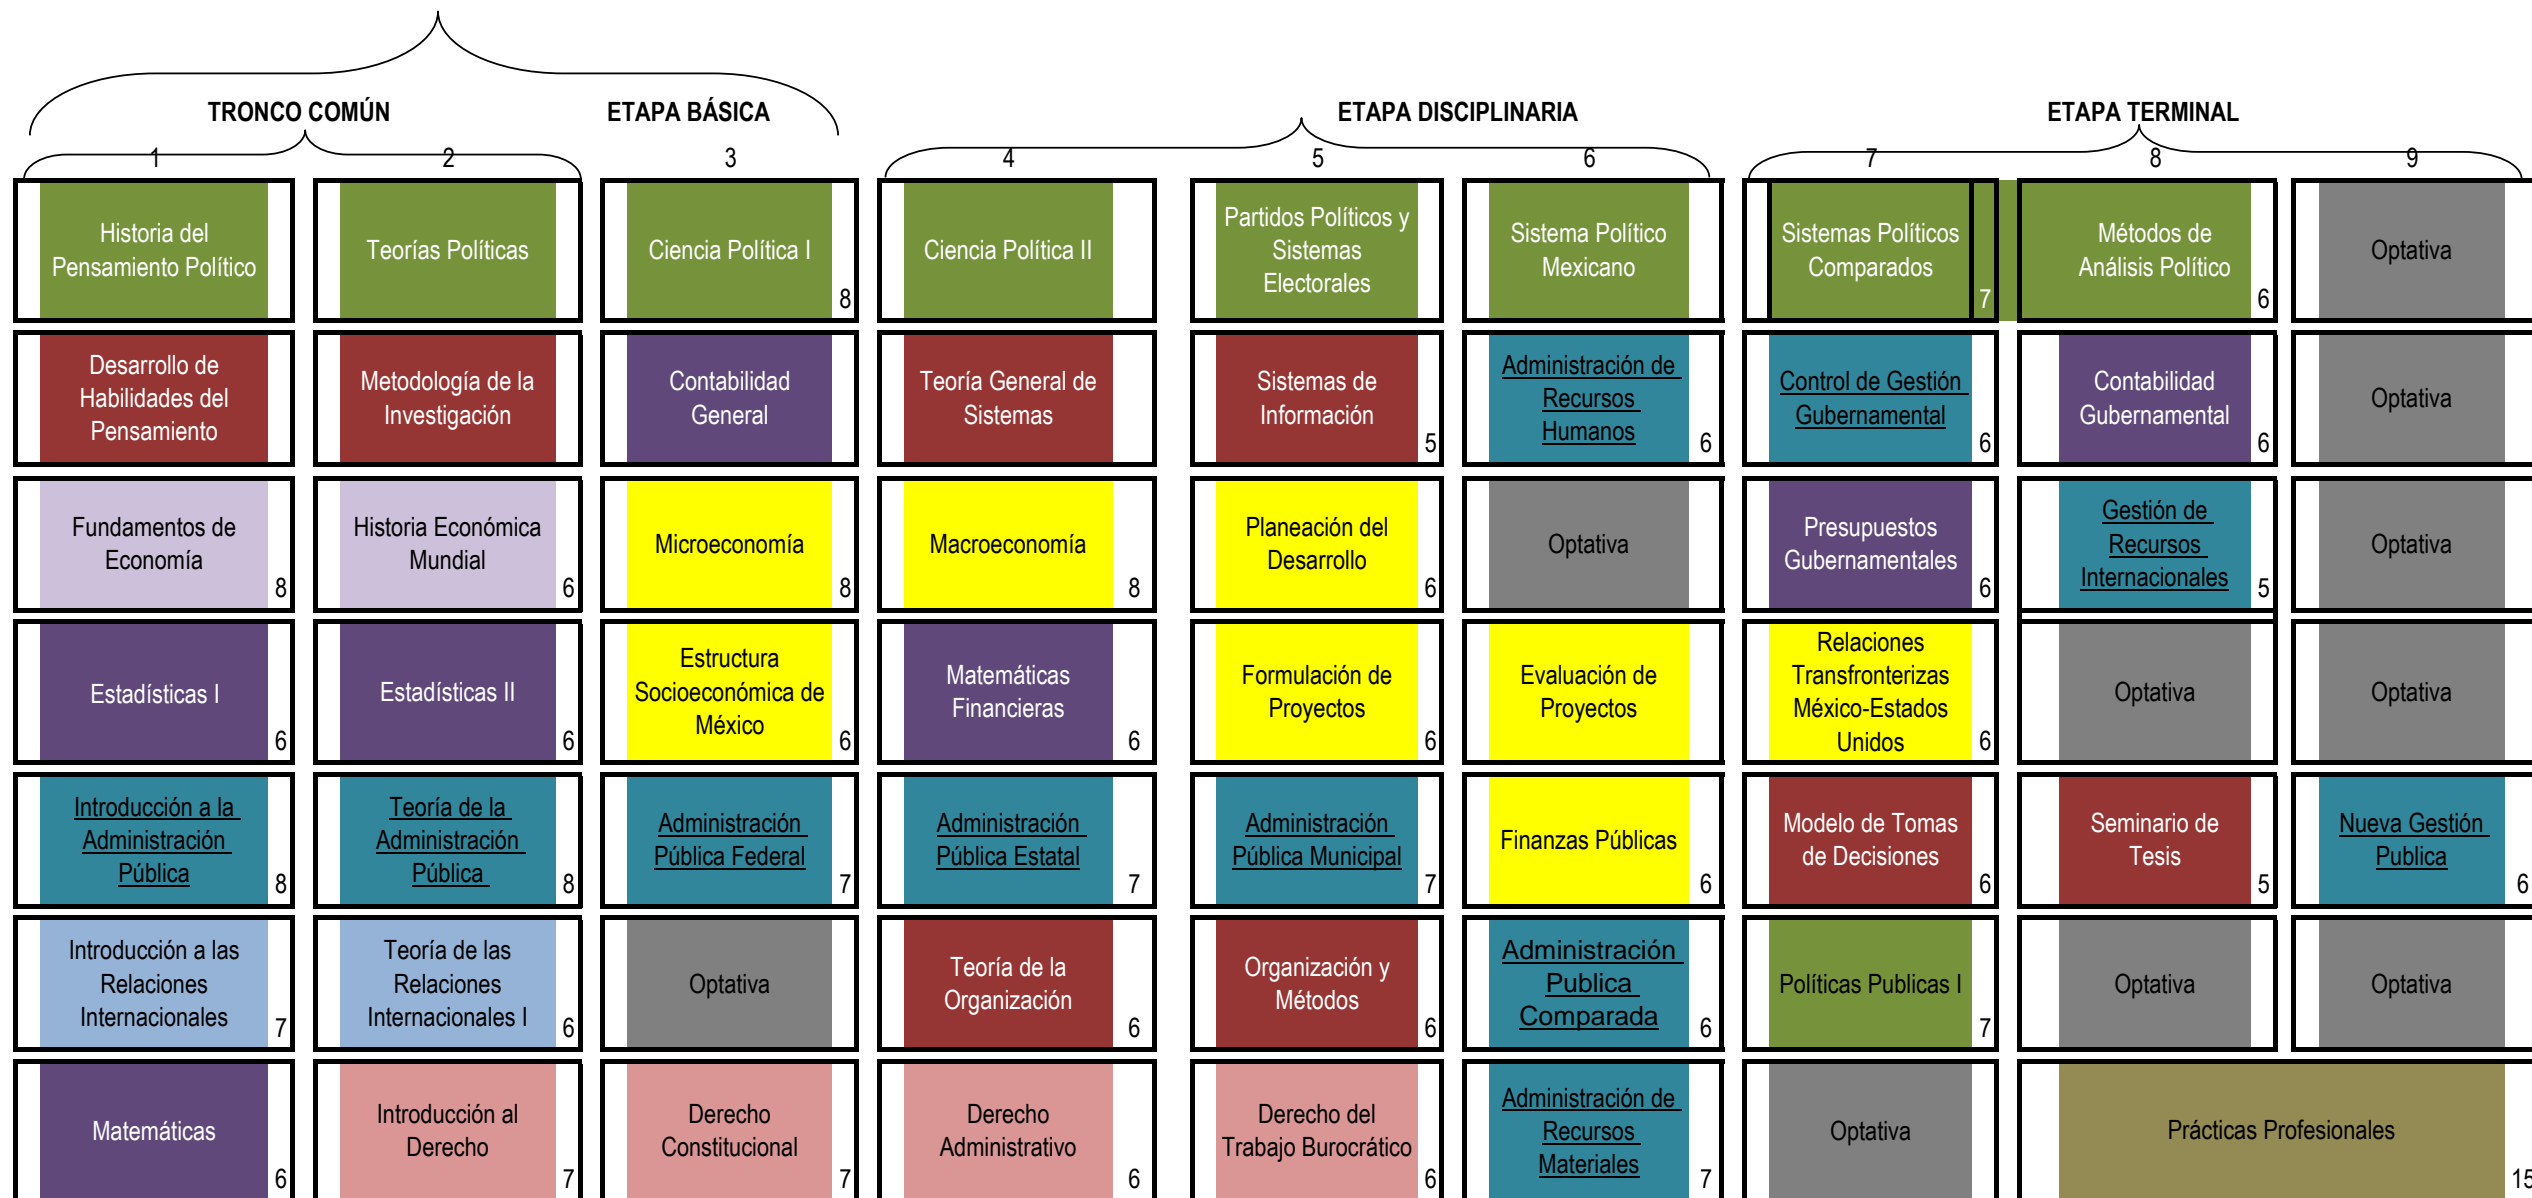 TRONCO COMÚN
ETAPA BÁSICA
ETAPA DISCIPLINARIA
ETAPA TERMINAL
1
2
3
4
5
6
7
8
9
Historia del
Pensamiento Político
Teorías Políticas
Ciencia Política I
8
Ciencia Política II
Partidos Políticos y
Sistemas
Electorales
Sistema Político
Mexicano
6
Sistemas Políticos
Comparados
7
Métodos de
Análisis Político
6
Optativa
Desarrollo de
Habilidades del
Pensamiento
Metodología de la
Investigación
Contabilidad
General
Teoría General de
Sistemas
Sistemas de
Información
5
Administración de
Recursos
Humanos
6
Control de Gestión
Gubernamental
6
Contabilidad
Gubernamental
6
Optativa
Fundamentos de
Economía
8
Historia Económica
Mundial
6
Microeconomía
8
Macroeconomía
8
Planeación del
Desarrollo
6
Optativa
Presupuestos
Gubernamentales
6
Gestión de
Recursos
Internacionales
5
Optativa
Estadísticas I
6
Estadísticas II
6
Estructura
Socioeconómica de
México
6
Matemáticas
Financieras
6
Formulación de
Proyectos
6
Evaluación de
Proyectos
6
Relaciones
Transfronterizas
México-Estados
Unidos
6
Optativa
Optativa
Introducción a la
Administración
Pública
8
Teoría de la
Administración
Pública
8
Administración
Pública Federal
7
Administración
Pública Estatal
7
Administración
Pública Municipal
7
Finanzas Públicas
6
Modelo de Tomas
de Decisiones
6
Seminario de
Tesis
5
Nueva Gestión
Publica
6
Introducción a las
Relaciones
Internacionales
7
Teoría de las
Relaciones
Internacionales I
6
Optativa
Teoría de la
Organización
6
Organización y
Métodos
6
Administración
Publica
Comparada
6
Políticas Publicas I
7
Optativa
Optativa
Matemáticas
6
Introducción al
Derecho
7
Derecho
Constitucional
7
Derecho
Administrativo
6
Derecho del
Trabajo Burocrático
6
Administración de
Recursos
Materiales
7
Optativa
Prácticas Profesionales
15